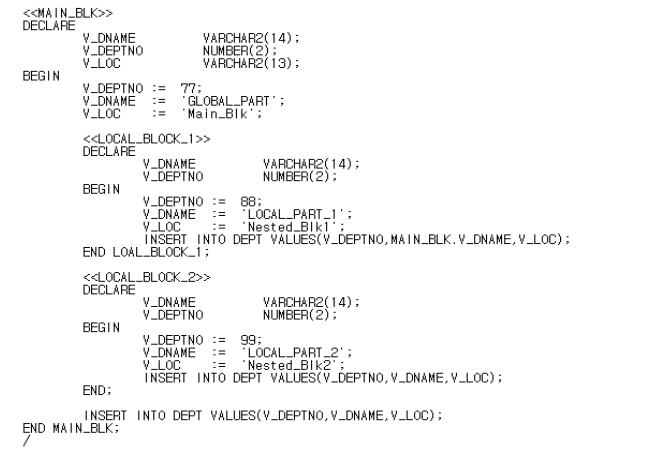 <<MAIN_BLK>>
DECLARE
V_DNAME VARCHAR2(14);
V_DEPTNO NUMBER(2);
V_LOC VARCHAR2(13);
BEGIN
V_DEPTNO := 77;
V_DNAME := 'GLOBAL_PART';
V_LOC := 'Main_Blk';
<<LOCAL_BLOCK_1>>
DECLARE
V_DNAME VARCHAR2(14);
V_DEPTNO NUMBER(2);
BEGIN
V_DEPTNO := 88;
V_DNAME := 'LOCAL_PART_1';
V_LOC := 'Nested_Blk1';
INSERT INTO DEPT VALUES(V_DEPTNO,MAIN_BLK.V_DNAME,V_LOC);
END LOAL_BLOCK_1;
<<LOCAL_BLOCK_2>>
DECLARE
V_DNAME VARCHAR2(14);
V_DEPTNO NUMBER(2);
BEGIN
V_DEPTNO := 99;
V_DNAME := 'LOCAL_PART_2';
V_LOC := 'Nested_Blk2';
INSERT INTO DEPT VALUES(V_DEPTNO,V_DNAME,V_LOC);
END;
INSERT INTO DEPT VALUES(V_DEPTNO,V_DNAME,V_LOC);
END MAIN_BLK;
/